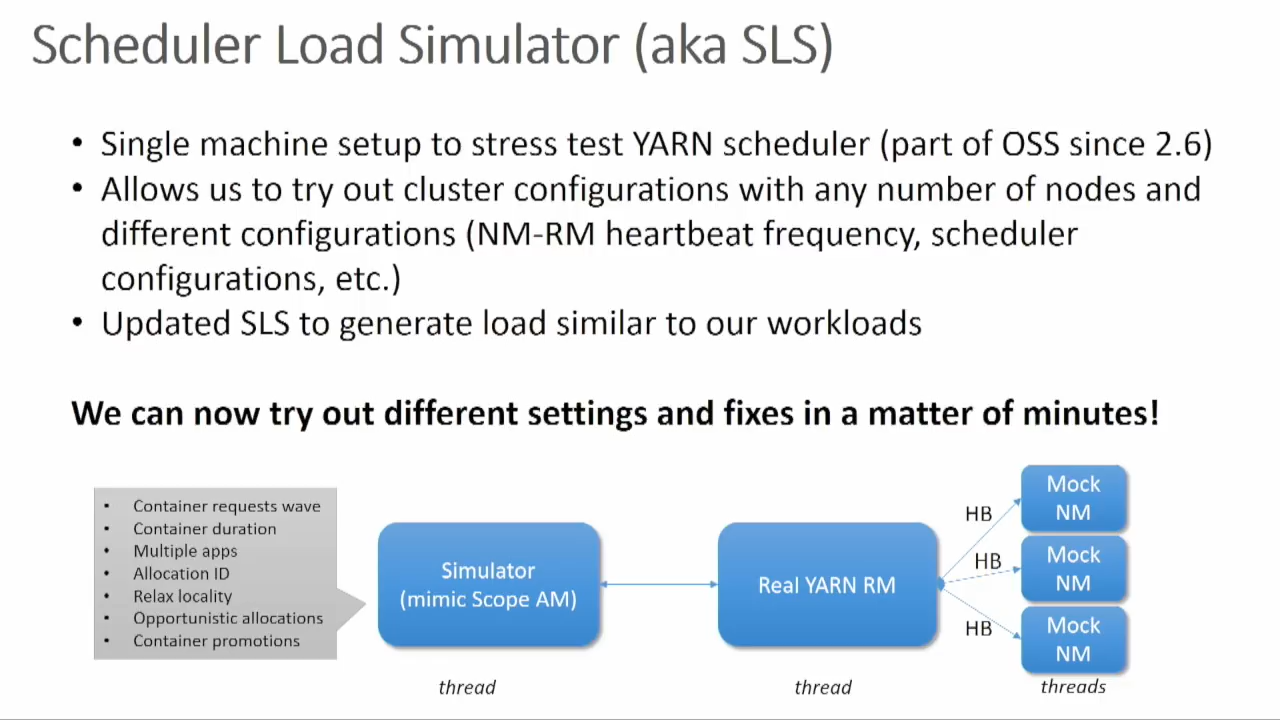 Scheduler Load Simulator (aka SLS)
• Single machine setup to stress test YARN scheduler (part of OSS since 2.6)
• Allows us to try out cluster configurations with any number of nodes and
different configurations (NM-RM heartbeat frequency, scheduler
configurations, etc.)
• Updated SLS to generate load similar to our workloads
We can now try out different settings and fixes in a matter of minutes!
• Container requests wave
• Container duration
• Multiple apps
• Allocation ID
• Relax locality
• Opportunistic allocations
• Container promotions
Simulator
(mimic Scope AM)
thread
Real YARN RM
thread
HB
HB
HB
Mock
NM
Mock
NM
Mock
NM
threads